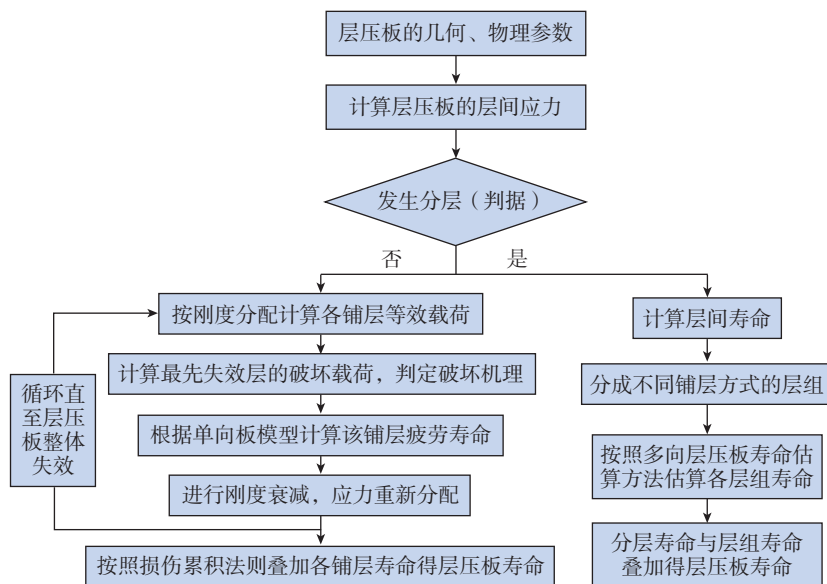 层压板的几何、物理参数
计算层压板的层间应力
发生分层（判据）
否
是
按刚度分配计算各铺层等效载荷
计算最先失效层的破坏载荷，判定破坏机理
根据单向板模型计算该铺层疲劳寿命
进行刚度衰减，应力重新分配
按照损伤累积法则叠加各铺层寿命得层压板寿命
循环直
至层压
板整体
失效
计算层间寿命
分成不同铺层方式的层组
按照多向层压板寿命估
算方法估算各层组寿命
分层寿命与层组寿命
叠加得层压板寿命